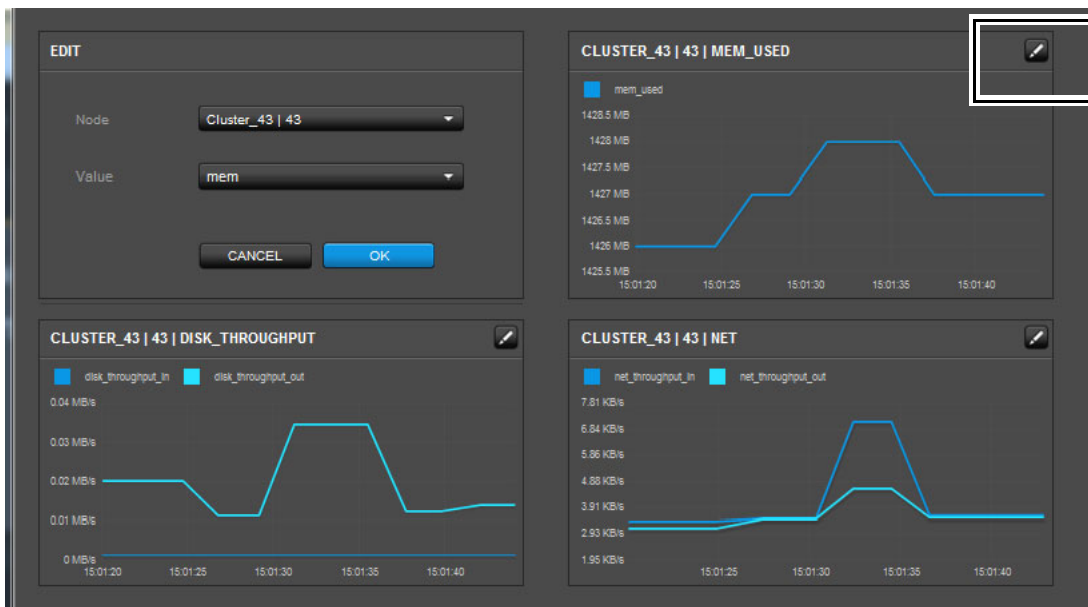 EDIT
Node
Cluster_43 | 43
Value
mem
CANCEL
OK
CLUSTER_43 | 43 | MEM_USED
mem_used
1428.5 MB
1428 MB
1427.5 MB
1427 MB
1426.5 MB
1426 MB
1425.5 MB
15:01:20 15:01:25 15:01:30 15:01:35 15:01:40
CLUSTER_43 | 43 | DISK_THROUGHPUT
disk_throughput_in disk_throughput_out
0.04 MB/s
0.03 MB/s
0.02 MB/s
0.01 MB/s
0 MB/s
15:01:20 15:01:25 15:01:30 15:01:35 15:01:40
CLUSTER_43 | 43 | NET
net_throughput_in net_throughput_out
7.81 KB/s
6.84 KB/s
5.86 KB/s
4.88 KB/s
3.91 KB/s
2.93 KB/s
1.95 KB/s
15:01:25 15:01:30 15:01:35 15:01:40